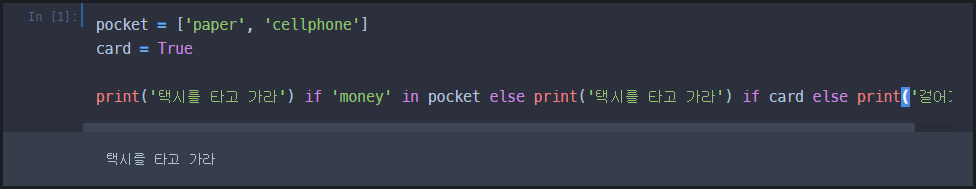 In [1]:
pocket = ['paper', 'cellphone']
card = True
print('택시를 타고 가라') if 'money' in pocket else print('택시를 타고 가라') if card else print('걸어
택시를 타고 가라